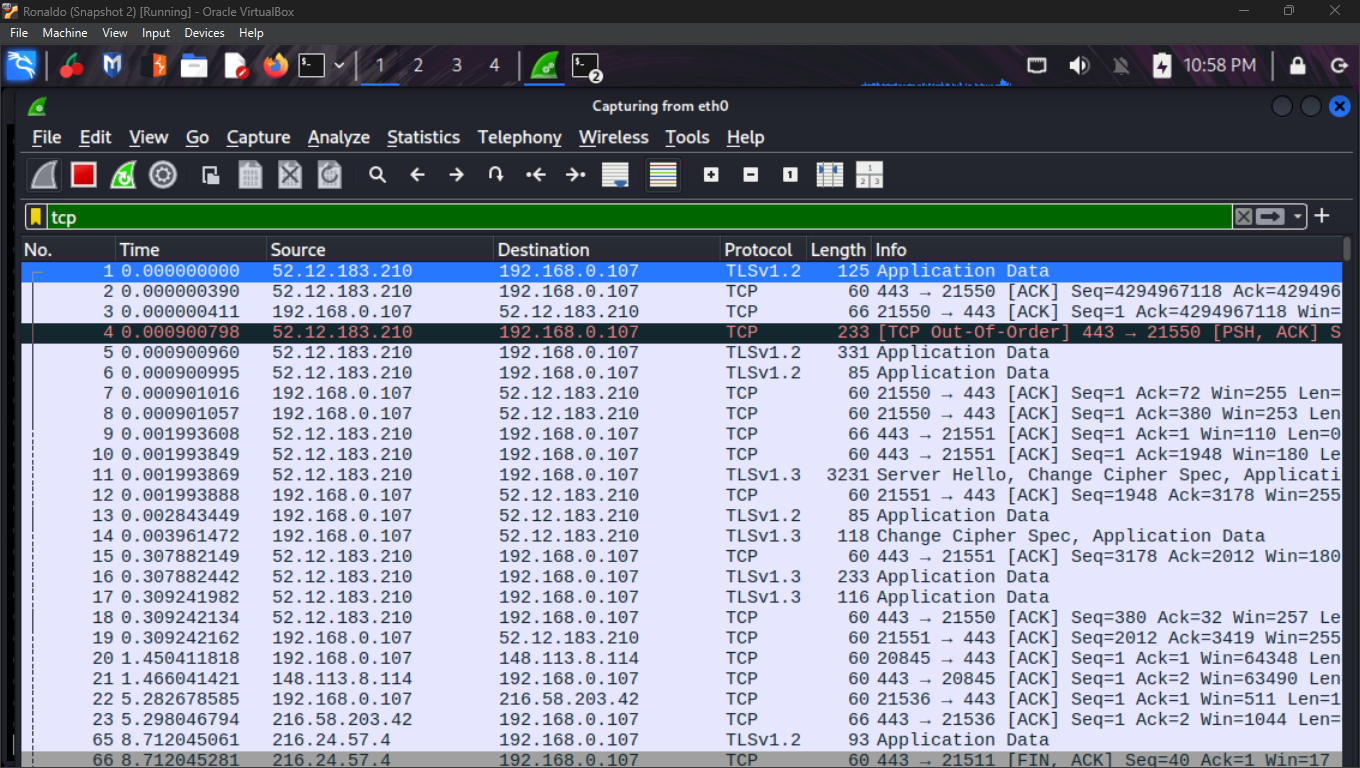 Ronaldo (Snapshot 2) [Running] - Oracle VirtualBox
File Machine View Input Devices Help
1 2 3 4 2 10:58 PM
Capturing from eth0
File Edit View Go Capture Analyze Statistics Telephony Wireless Tools Help
tcp
No. Time Source Destination Protocol Length Info
1 0.000000000 52.12.183.210 192.168.0.107 TLSv1.2 125 Application Data
2 0.000000390 52.12.183.210 192.168.0.107 TCP 60 443 → 21550 [ACK] Seq=4294967118 Ack=429496
3 0.000000411 52.12.183.210 192.168.0.107 TCP 66 21550 → 443 [ACK] Seq=1 Ack=4294967118 Win=
4 0.000900798 52.12.183.210 192.168.0.107 TCP 233 [TCP Out-Of-Order] 443 → 21550 [PSH, ACK] S
5 0.000900960 52.12.183.210 192.168.0.107 TLSv1.2 331 Application Data
6 0.000900995 52.12.183.210 192.168.0.107 TLSv1.2 85 Application Data
7 0.000901016 192.168.0.107 52.12.183.210 TCP 60 21550 → 443 [ACK] Seq=1 Ack=72 Win=255 Len=
8 0.000901057 192.168.0.107 52.12.183.210 TCP 60 21550 → 443 [ACK] Seq=1 Ack=380 Win=253 Len
9 0.001993608 52.12.183.210 192.168.0.107 TCP 66 443 → 21551 [ACK] Seq=1 Ack=1 Win=110 Len=0
10 0.001993849 52.12.183.210 192.168.0.107 TCP 60 443 → 21551 [ACK] Seq=1 Ack=1948 Win=180 Le
11 0.001993869 52.12.183.210 192.168.0.107 TLSv1.3 3231 Server Hello, Change Cipher Spec, Applicati
12 0.001993888 192.168.0.107 52.12.183.210 TCP 60 21551 → 443 [ACK] Seq=1948 Ack=3178 Win=255
13 0.002843449 192.168.0.107 52.12.183.210 TLSv1.2 85 Application Data
14 0.003961472 192.168.0.107 52.12.183.210 TLSv1.3 118 Change Cipher Spec, Application Data
15 0.307882149 52.12.183.210 192.168.0.107 TCP 60 443 → 21551 [ACK] Seq=3178 Ack=2012 Win=180
16 0.307882442 52.12.183.210 192.168.0.107 TLSv1.3 233 Application Data
17 0.309241982 52.12.183.210 192.168.0.107 TLSv1.3 116 Application Data
18 0.309242134 52.12.183.210 192.168.0.107 TCP 60 443 → 21550 [ACK] Seq=380 Ack=32 Win=257 Le
19 0.309242162 192.168.0.107 52.12.183.210 TCP 60 21551 → 443 [ACK] Seq=2012 Ack=3419 Win=255
20 1.450411818 192.168.0.107 148.113.8.114 TCP 60 20845 → 443 [ACK] Seq=1 Ack=1 Win=64348 Len
21 1.466041421 148.113.8.114 192.168.0.107 TCP 60 443 → 20845 [ACK] Seq=1 Ack=2 Win=63490 Len
22 5.282678585 192.168.0.107 216.58.203.42 TCP 60 21536 → 443 [ACK] Seq=1 Ack=1 Win=511 Len=1
23 5.298046794 216.58.203.42 192.168.0.107 TCP 66 443 → 21536 [ACK] Seq=1 Ack=2 Win=1044 Len=
65 8.712045061 216.24.57.4 192.168.0.107 TLSv1.2 93 Application Data
66 8.712045281 216.24.57.4 192.168.0.107 TCP 60 443 → 21511 [FIN, ACK] Seq=40 Ack=1 Win=17